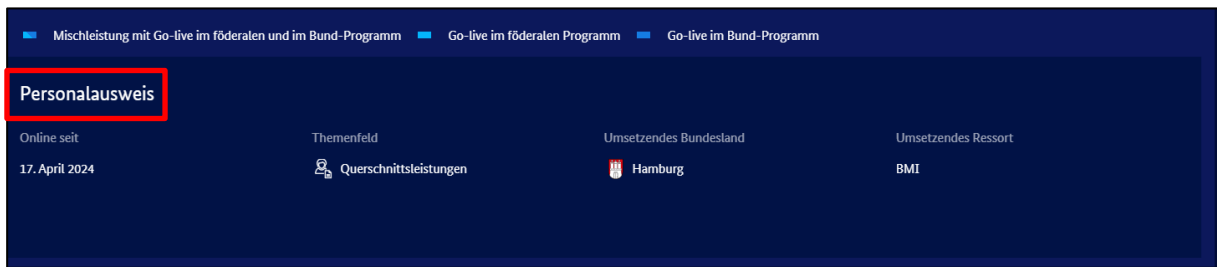 Mischleistung mit Go-live im föderalen und im Bund-Programm Go-live im föderalen Programm Go-live im Bund-Programm
Personalausweis
Online seit Themenfeld Umsetzendes Bundesland Umsetzendes Ressort
17. April 2024 Querschnittsleistungen Hamburg BMI